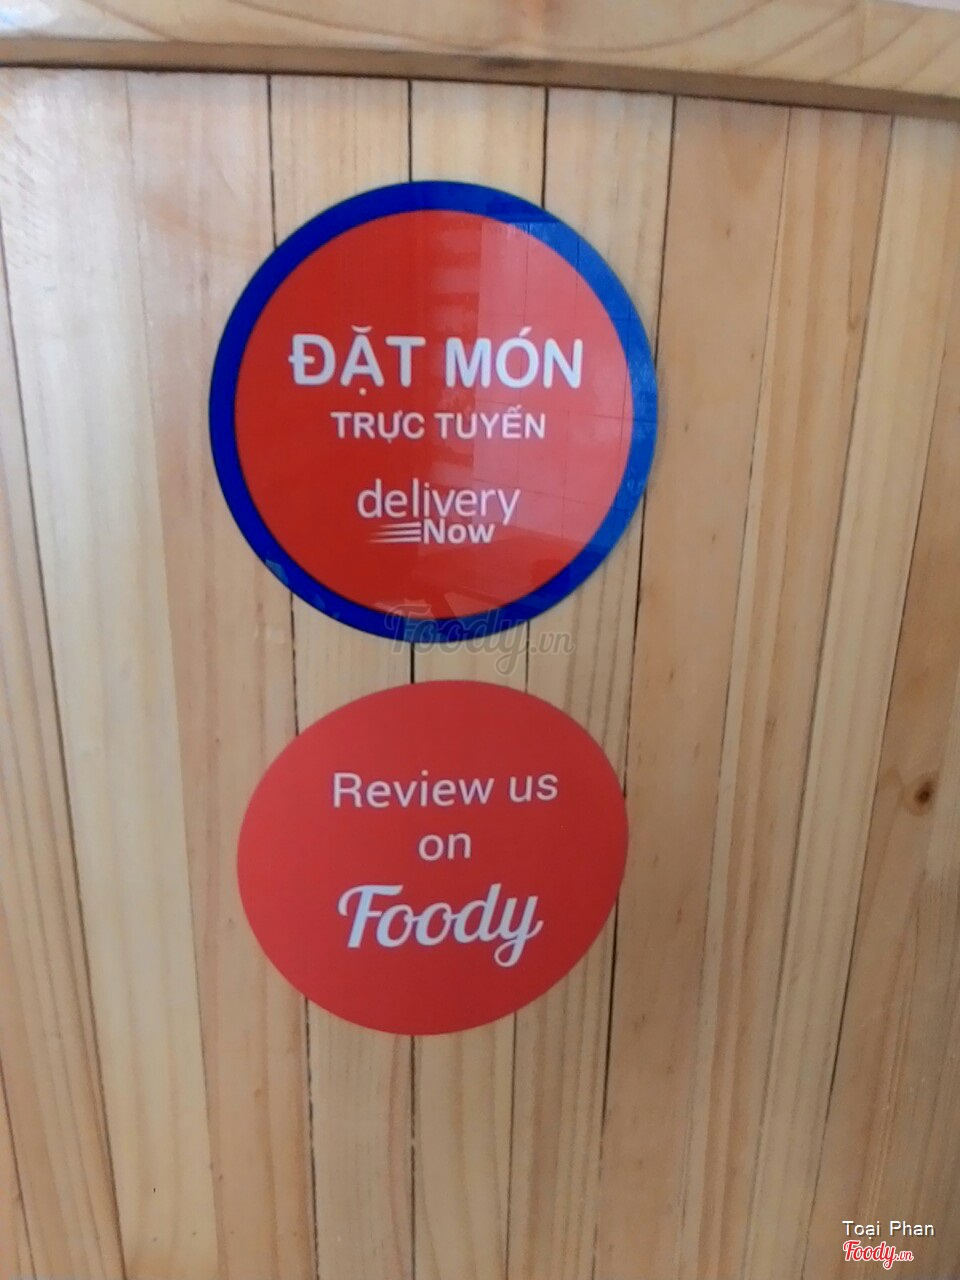 ĐẶT MÓN
TRỰC TUYẾN
delivery
Now
Foody.vn
Review us
on
Foody
Toại Phan
Foody.vn